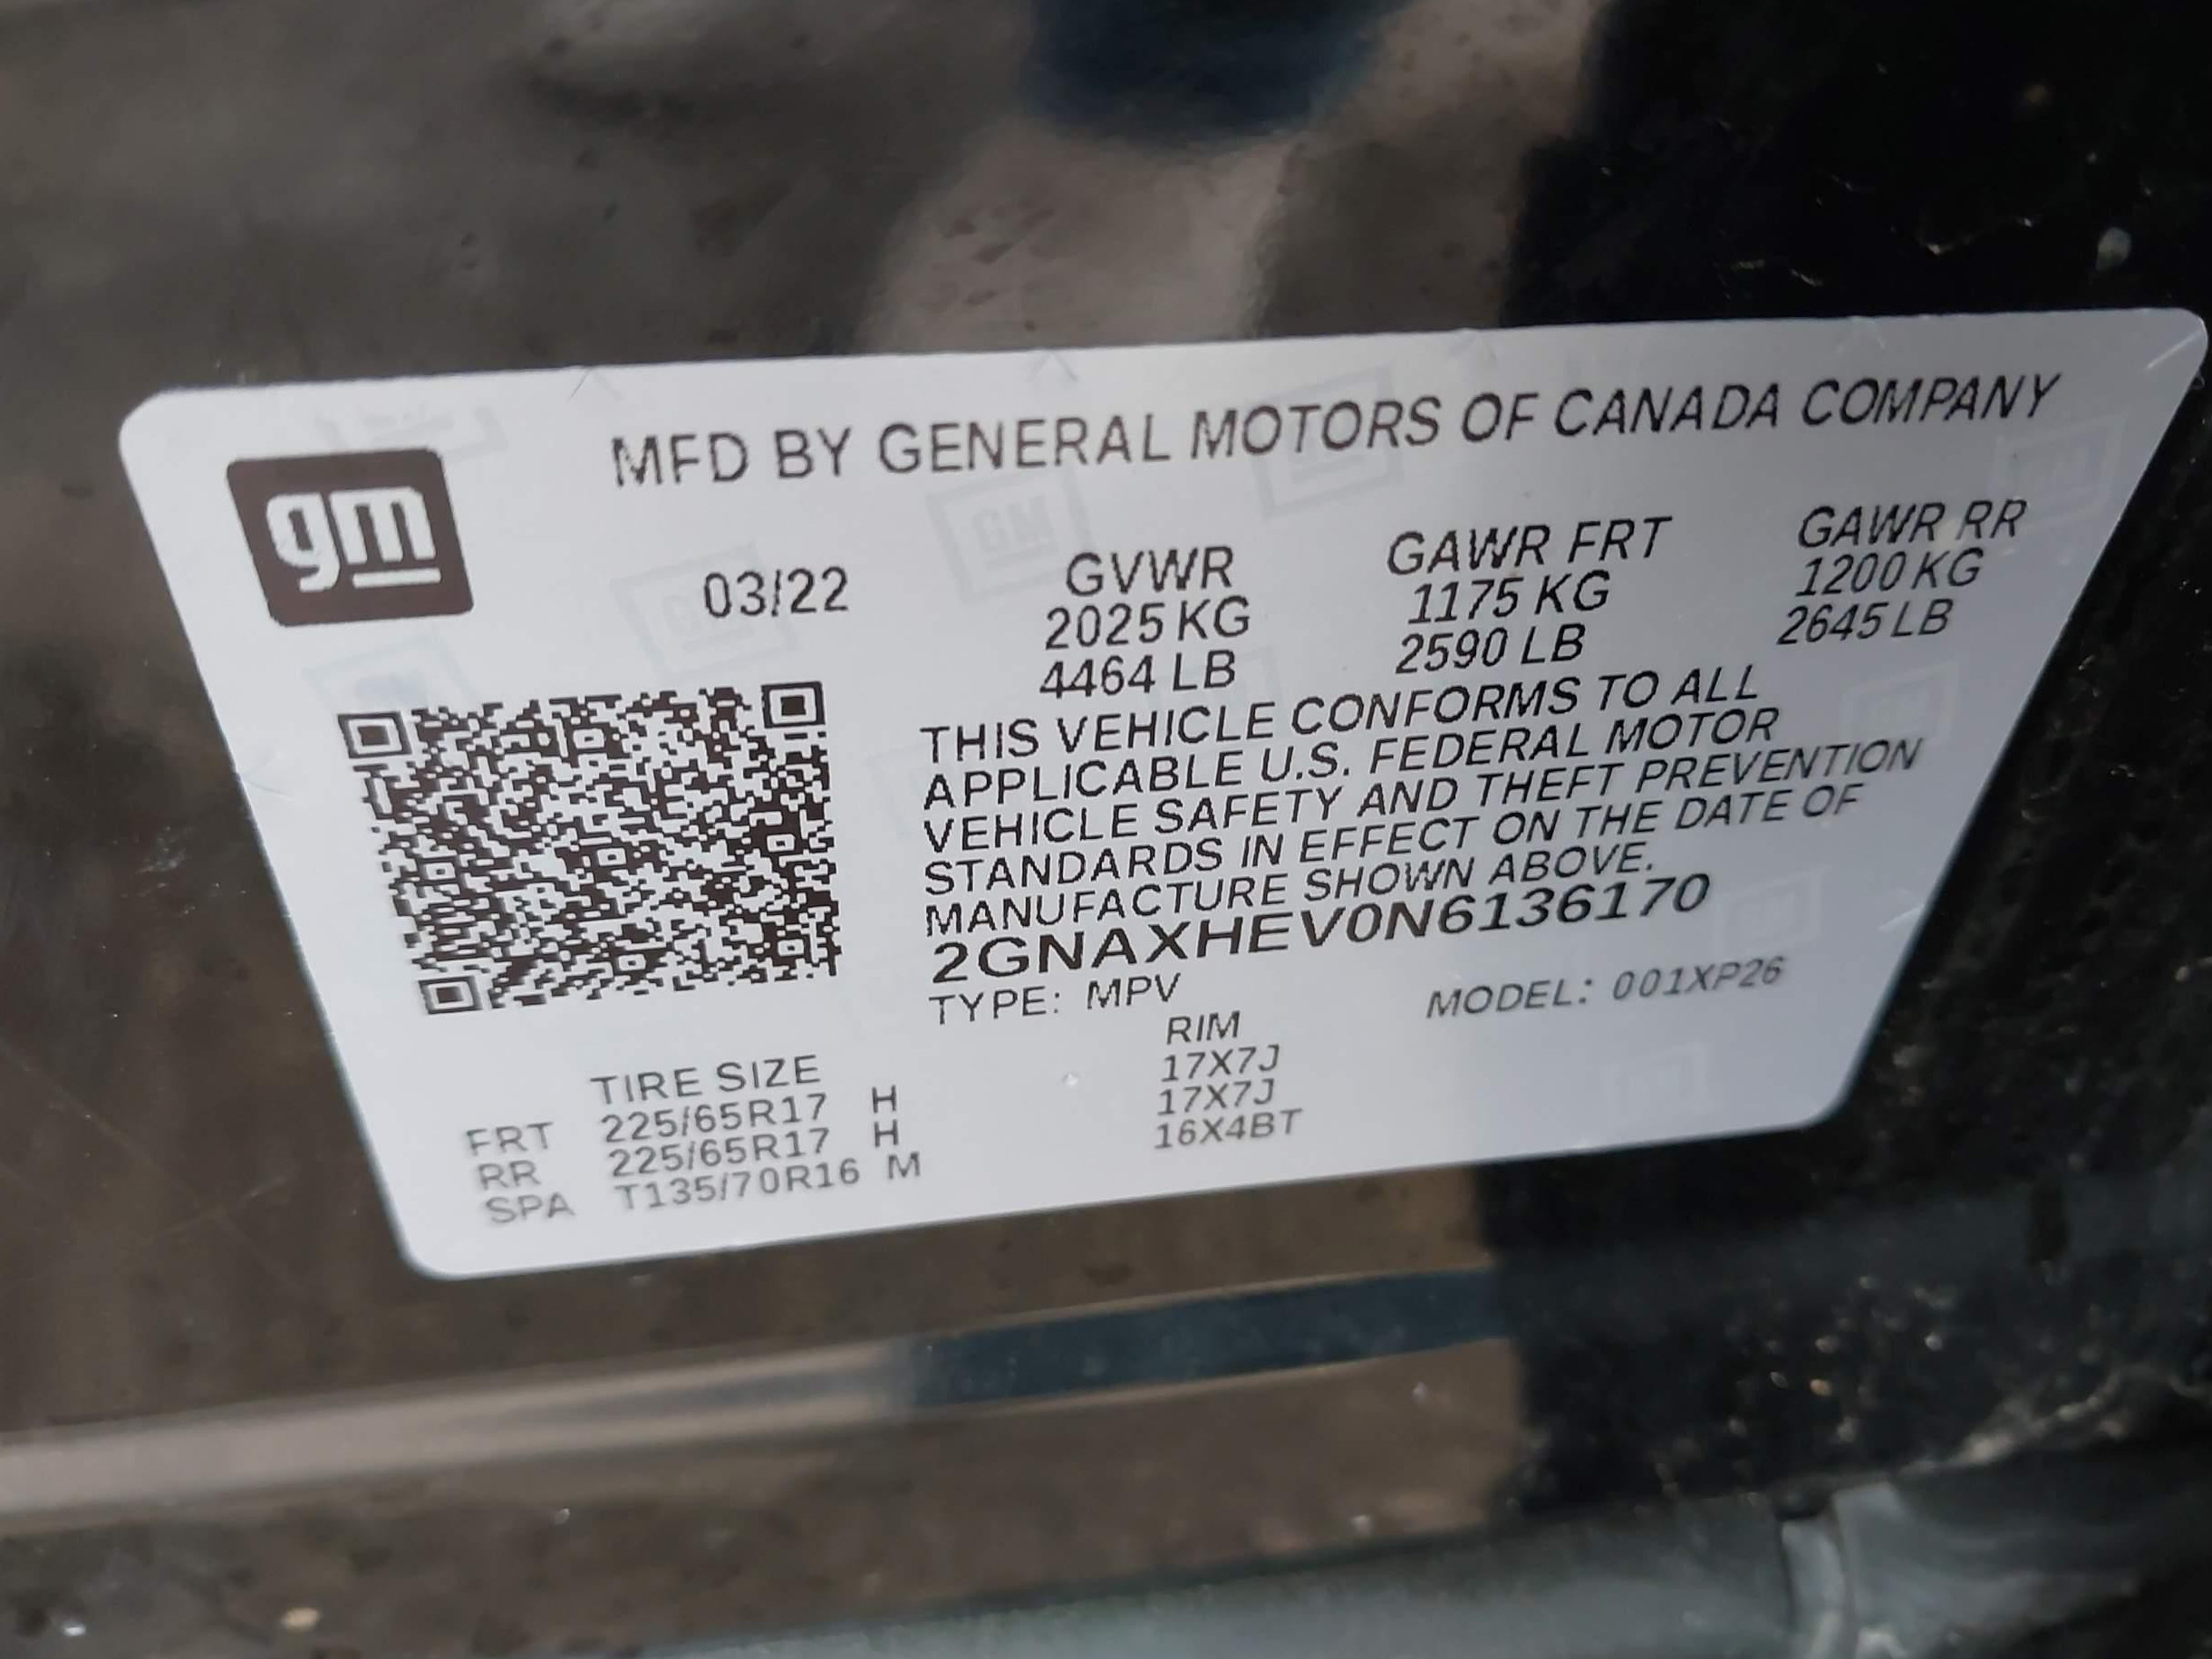 gm
MFD BY GENERAL MOTORS OF CANADA COMPANY
03/22 GVWR GAWR FRT GAWR RR
2025 KG 1175 KG 1200 KG
4464 LB 2590 LB 2645 LB
THIS VEHICLE CONFORMS TO ALL
APPLICABLE U.S. FEDERAL MOTOR
VEHICLE SAFETY AND THEFT PREVENTION
STANDARDS IN EFFECT ON THE DATE OF
MANUFACTURE SHOWN ABOVE.
2GNAXHEV0N6136170
TYPE: MPV MODEL: 001XP26
TIRE SIZE RIM
FRT 225/65R17 H 17X7J
RR 225/65R17 H 17X7J
SPA T135/70R16 M 16X4BT